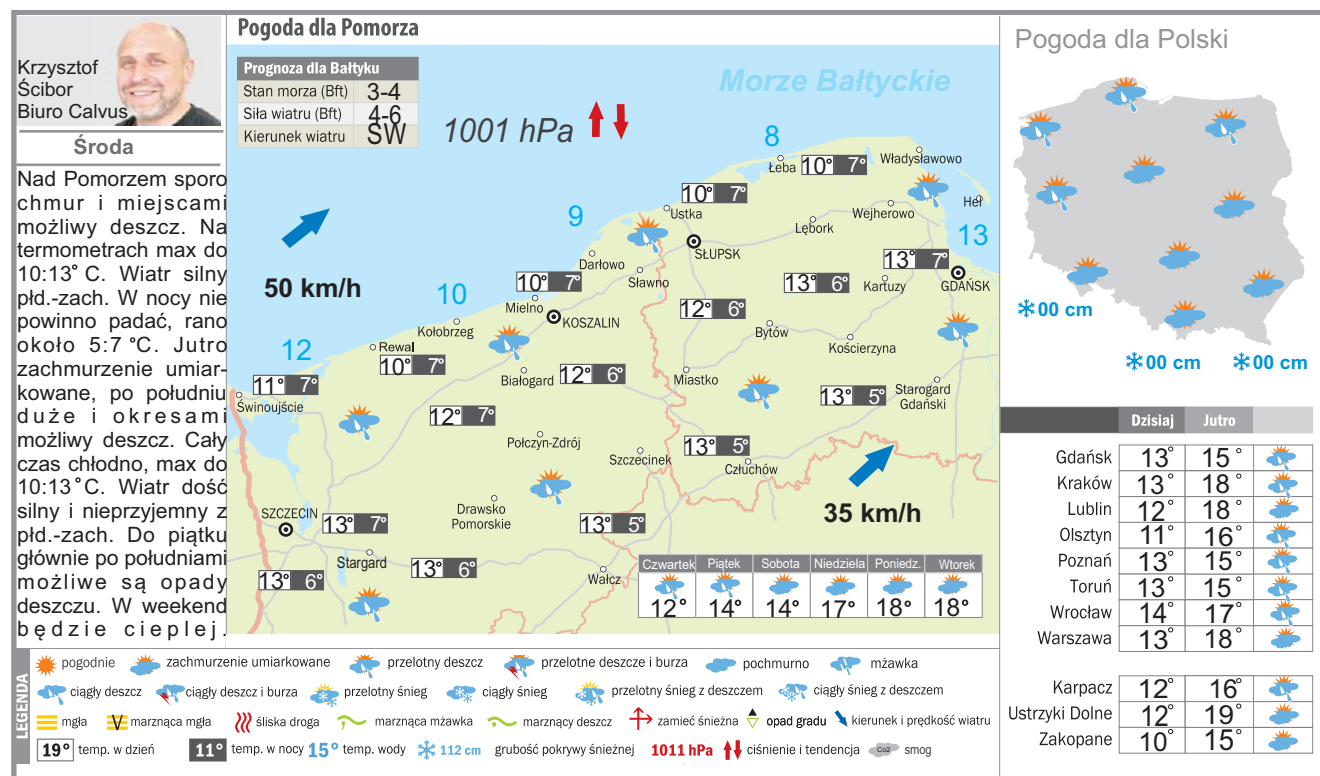 Krzysztof
Ścibor
Biuro Calvus
Środa
Nad Pomorzem sporo
chmur i miejscami
możliwy deszcz. Na
termometrach max do
10:13° C. Wiatr silny
płd.-zach. W nocy nie
powinno padać, rano
około 5:7 °C. Jutro
zachmurzenie umiar-
kowane, po południu
duże i okresami
możliwy deszcz. Cały
czas chłodno, max do
10:13°C. Wiatr dość
silny i nieprzyjemny z
płd.-zach. Do piątku
głównie po południami
możliwe są opady
deszczu. W weekend
będzie cieplej.
Pogoda dla Pomorza
Prognoza dla Bałtyku
Stan morza (Bft) 3-4
Siła wiatru (Bft) 4-6
Kierunek wiatru SW
Morze Bałtyckie
1001 hPa
8
Łeba 10° 7°
Władysławowo
10° 7°
Ustka
Wejherowo
Hel
9
Lębork
13
SŁUPSK
Darłowo
13° 7°
50 km/h
10° 7°
Sławno
13° 6°
Kartuzy
GDAŃSK
10
Mielno
KOSZALIN
12° 6°
Bytów
Kołobrzeg
Kościerzyna
12
Rewal
10° 7°
11° 7°
Świnoujście
Białogard
12° 6°
Miastko
Starogard
Gdański
13° 5°
12° 7°
Połczyn-Zdrój
Szczecinek
13° 5°
Człuchów
Drawsko
Pomorskie
SZCZECIN
13° 7°
13° 5°
35 km/h
Stargard
13° 6°
13° 6°
Wałcz
Czwartek Piątek Sobota Niedziela Poniedz. Wtorek
12° 14° 14° 17° 18° 18°
Pogoda dla Polski
00 cm
00 cm 00 cm
Dzisiaj Jutro
Gdańsk 13° 15°
Kraków 13° 18°
Lublin 12° 18°
Olsztyn 11° 16°
Poznań 13° 15°
Toruń 13° 15°
Wrocław 14° 17°
Warszawa 13° 18°
Karpacz 12° 16°
Ustrzyki Dolne 12° 19°
Zakopane 10° 15°
LEGENDA
pogodnie zachmurzenie umiarkowane przelotny deszcz przelotne deszcze i burza pochmurno mżawka
ciągły deszcz ciągły deszcz i burza przelotny śnieg ciągły śnieg przelotny śnieg z deszczem ciągły śnieg z deszczem
mgła marznąca mgła śliska droga marznąca mżawka marznący deszcz zamieć śnieżna opad gradu kierunek i prędkość wiatru
19° temp. w dzień 11° temp. w nocy 15° temp. wody 112 cm grubość pokrywy śnieżnej 1011 hPa ciśnienie i tendencja Co2 smog